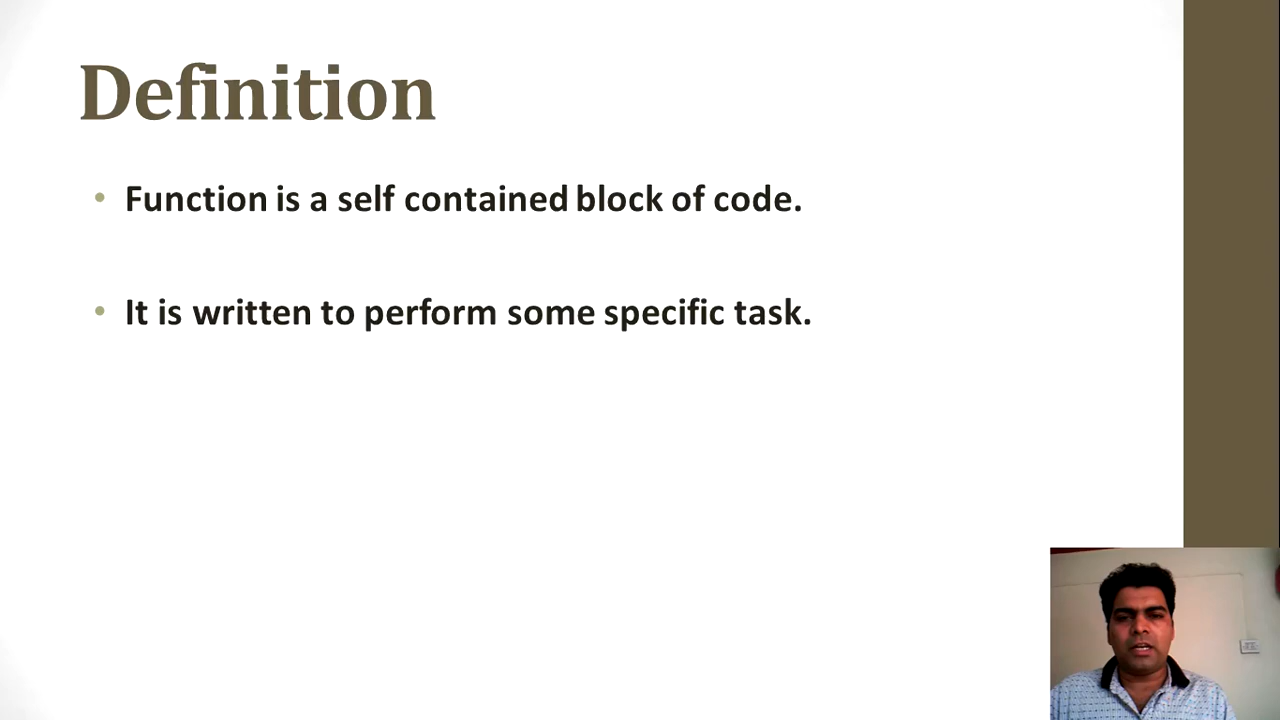 Definition
• Function is a self contained block of code.
• It is written to perform some specific task.